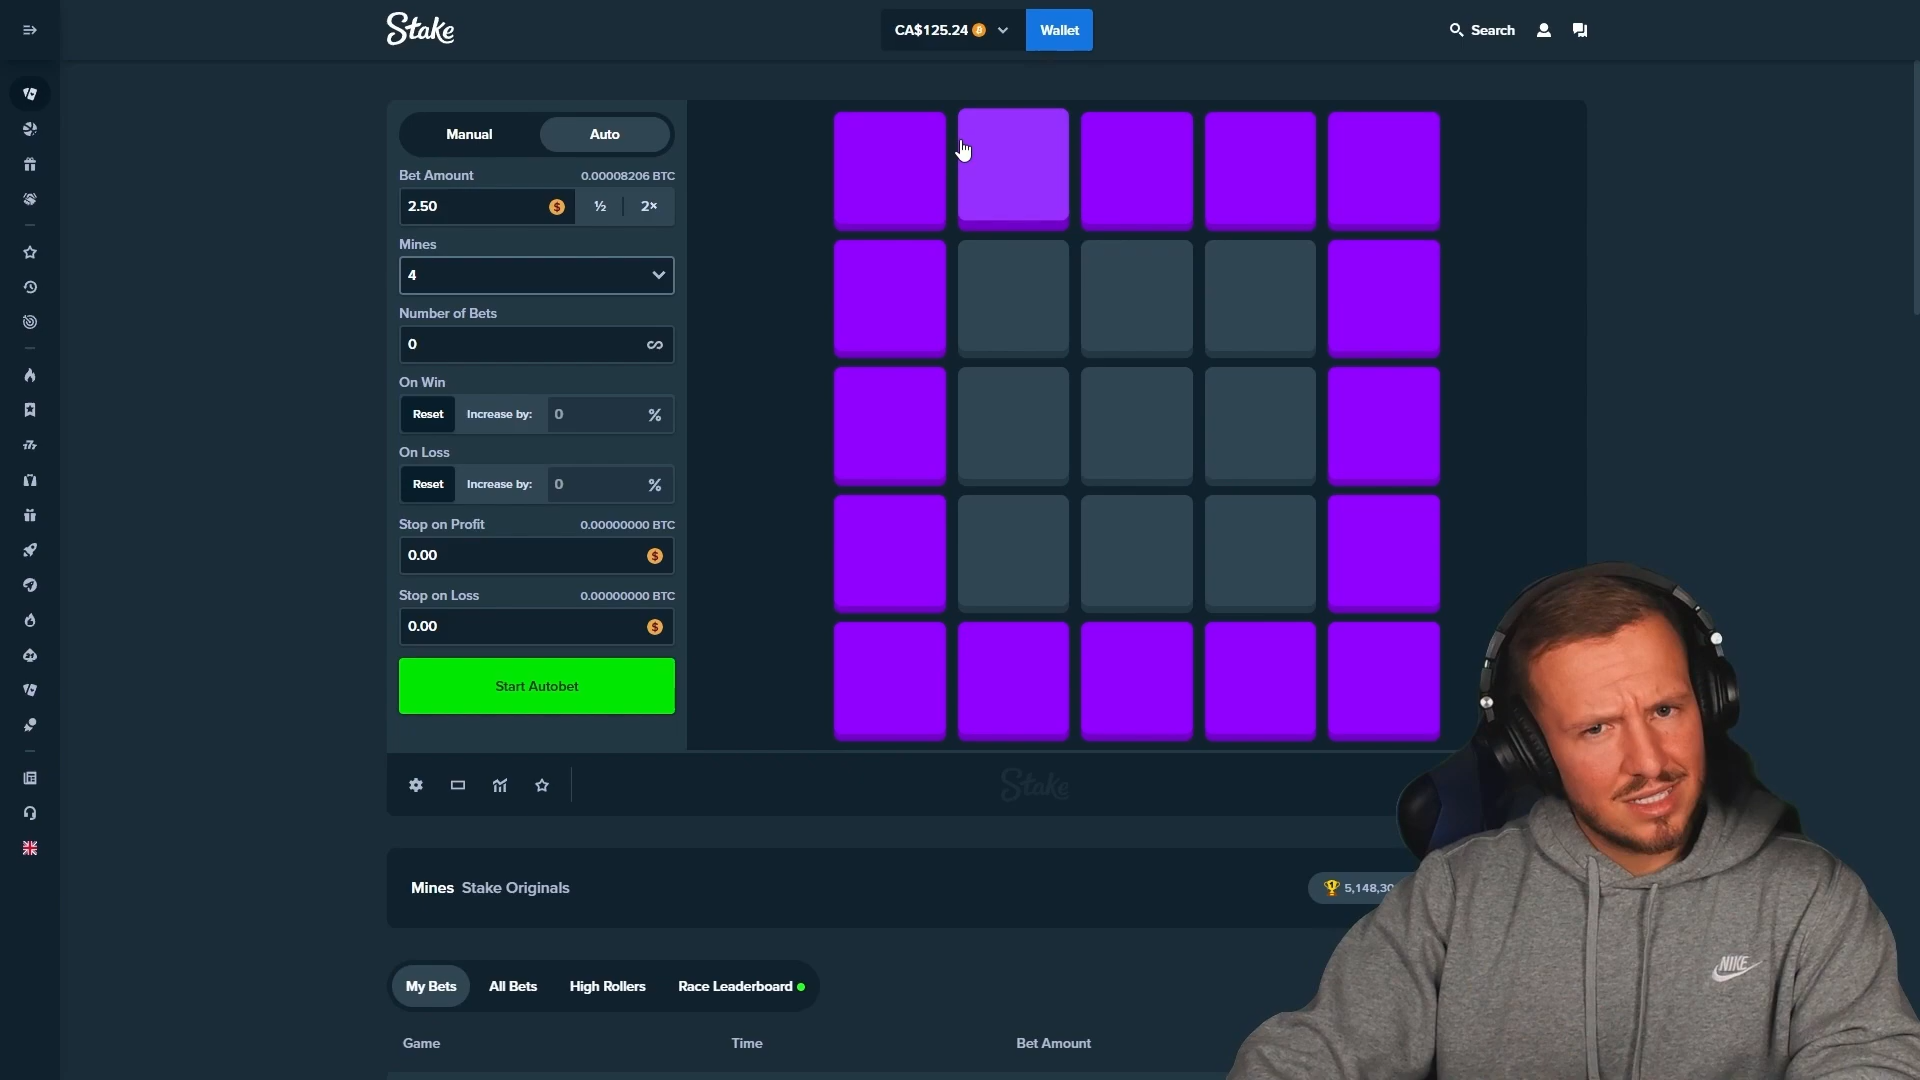 Stake
CA$125.24
Wallet
Search
Manual
Auto
Bet Amount
0.00008206 BTC
2.50
½
2×
Mines
4
Number of Bets
0
On Win
Reset
Increase by:
0
%
On Loss
Reset
Increase by:
0
%
Stop on Profit
0.00000000 BTC
0.00
Stop on Loss
0.00000000 BTC
0.00
Start Autobet
Stake
Mines Stake Originals
5,148,30
My Bets
All Bets
High Rollers
Race Leaderboard
Game
Time
Bet Amount
NIKE